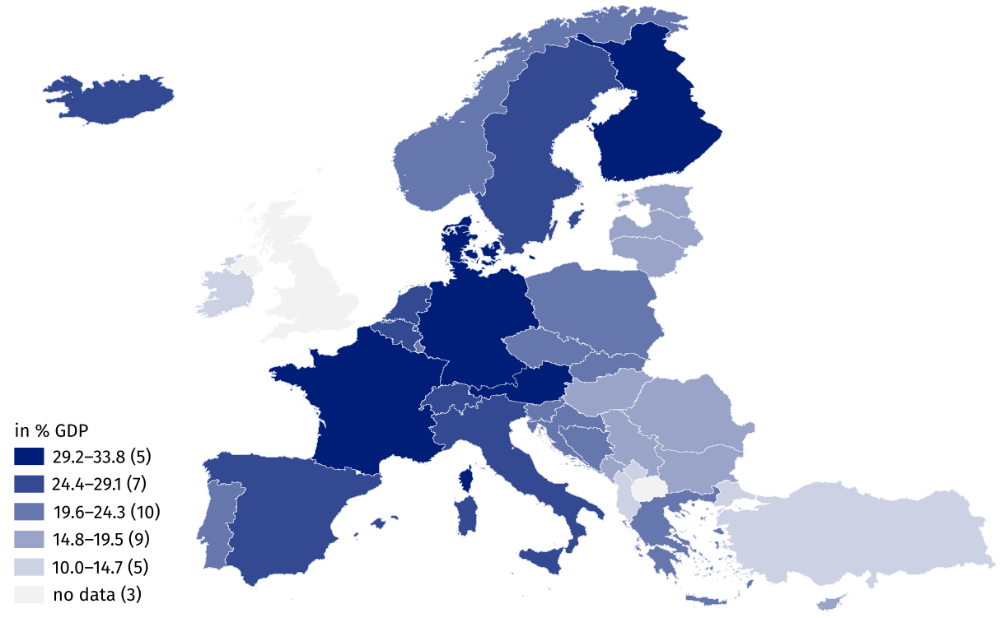 in % GDP
29.2–33.8 (5)
24.4–29.1 (7)
19.6–24.3 (10)
14.8–19.5 (9)
10.0–14.7 (5)
no data (3)